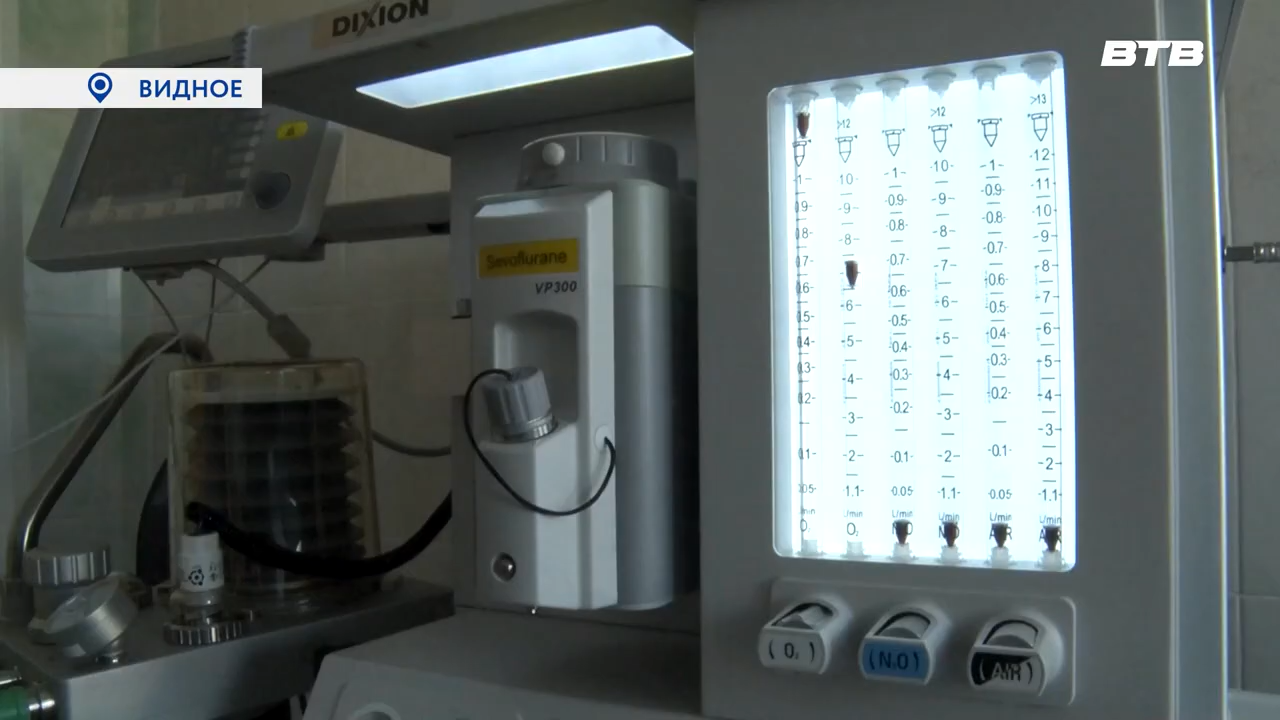 DIXION
ВТВ
ВИДНОЕ
Sevoflurane
VP300
>12 >12 >13
1 10 1 10 1 12
0.9 9 0.9 9 0.9 11
0.8 8 0.8 8 0.8 10
0.7 0.7 7 0.7 9
0.6 6 0.6 6 0.6 8
0.5 5 0.5 5 0.5 7
0.4 4 0.4 4 0.4 6
0.3 3 0.3 3 0.3 5
0.2 2 0.2 2 0.2 4
0.1 1.1 0.1 1.1 0.1 3
0.05 0.05 2
1.1
L/min L/min L/min L/min L/min
O₂
(O₂) (N₂O) (AIR)